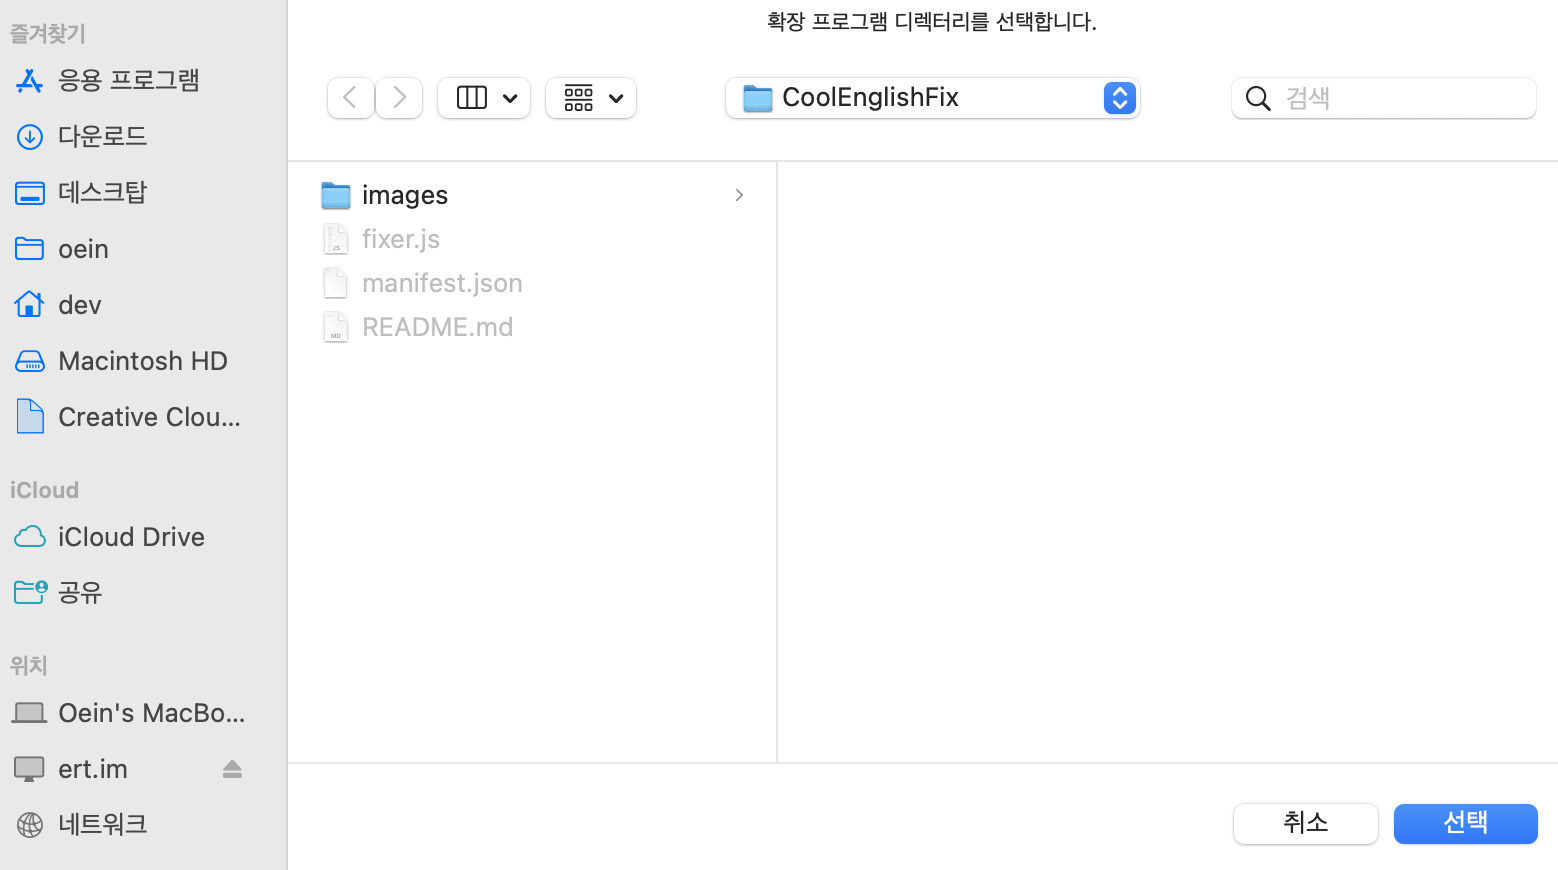 즐겨찾기
응용 프로그램
다운로드
데스크탑
oein
dev
Macintosh HD
Creative Clou...
iCloud
iCloud Drive
공유
위치
Oein's MacBo...
ert.im
네트워크
확장 프로그램 디렉터리를 선택합니다.
CoolEnglishFix
검색
images
fixer.js
manifest.json
README.md
취소
선택